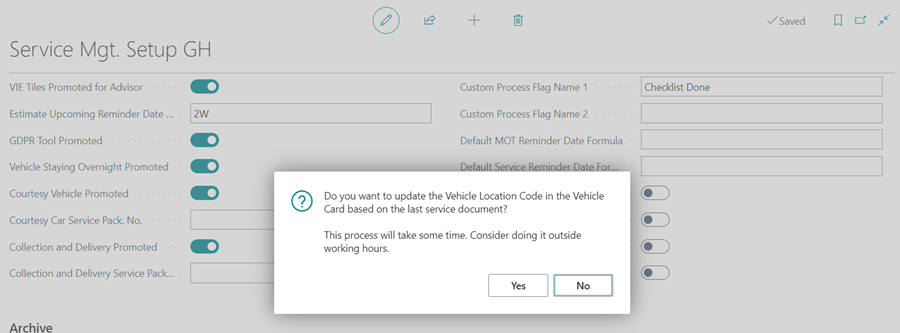 Saved
Service Mgt. Setup GH
VIE Tiles Promoted for Advisor
Estimate Upcoming Reminder Date ...
2W
GDPR Tool Promoted
Vehicle Staying Overnight Promoted
Courtesy Vehicle Promoted
Courtesy Car Service Pack. No.
Collection and Delivery Promoted
Collection and Delivery Service Pack...
Custom Process Flag Name 1
Checklist Done
Custom Process Flag Name 2
Default MOT Reminder Date Formula
Default Service Reminder Date For...
Do you want to update the Vehicle Location Code in the Vehicle
Card based on the last service document?
This process will take some time. Consider doing it outside
working hours.
Yes
No
Archive